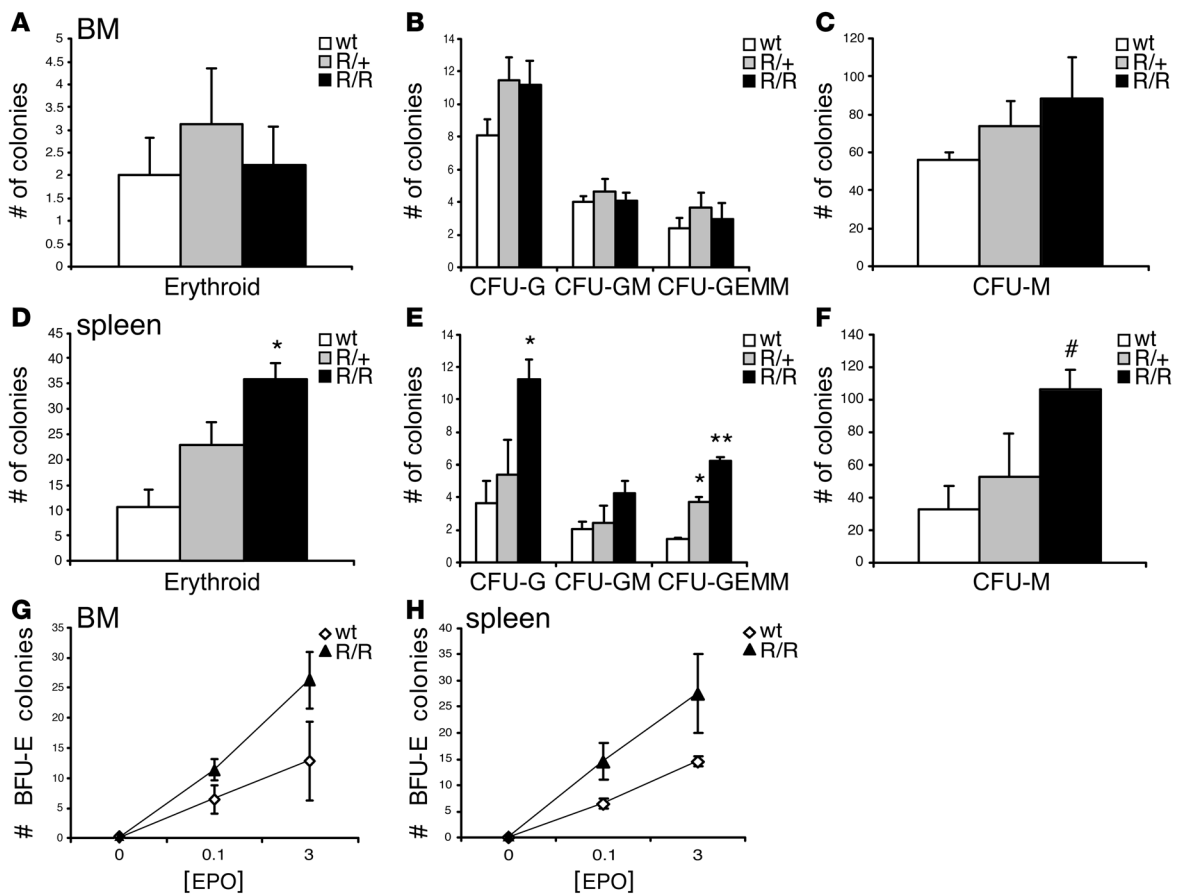 A BM
5
4.5
4
3.5
3
2.5
2
1.5
1
0.5
0
# of colonies
wt
R/+
R/R
Erythroid
B
14
12
10
8
6
4
2
0
# of colonies
wt
R/+
R/R
CFU-G CFU-GM CFU-GEMM
C
120
100
80
60
40
20
0
# of colonies
wt
R/+
R/R
CFU-M
D spleen
45
40
35
30
25
20
15
10
5
0
# of colonies
wt
R/+
R/R
*
Erythroid
E
14
12
10
8
6
4
2
0
# of colonies
wt
R/+
R/R
*
*
**
CFU-G CFU-GM CFU-GEMM
F
140
120
100
80
60
40
20
0
# of colonies
wt
R/+
R/R
#
CFU-M
G BM
35
30
25
20
15
10
5
0
# BFU-E colonies
wt
R/R
0 0.1 3
[EPO]
H spleen
40
35
30
25
20
15
10
5
0
# BFU-E colonies
wt
R/R
0 0.1 3
[EPO]